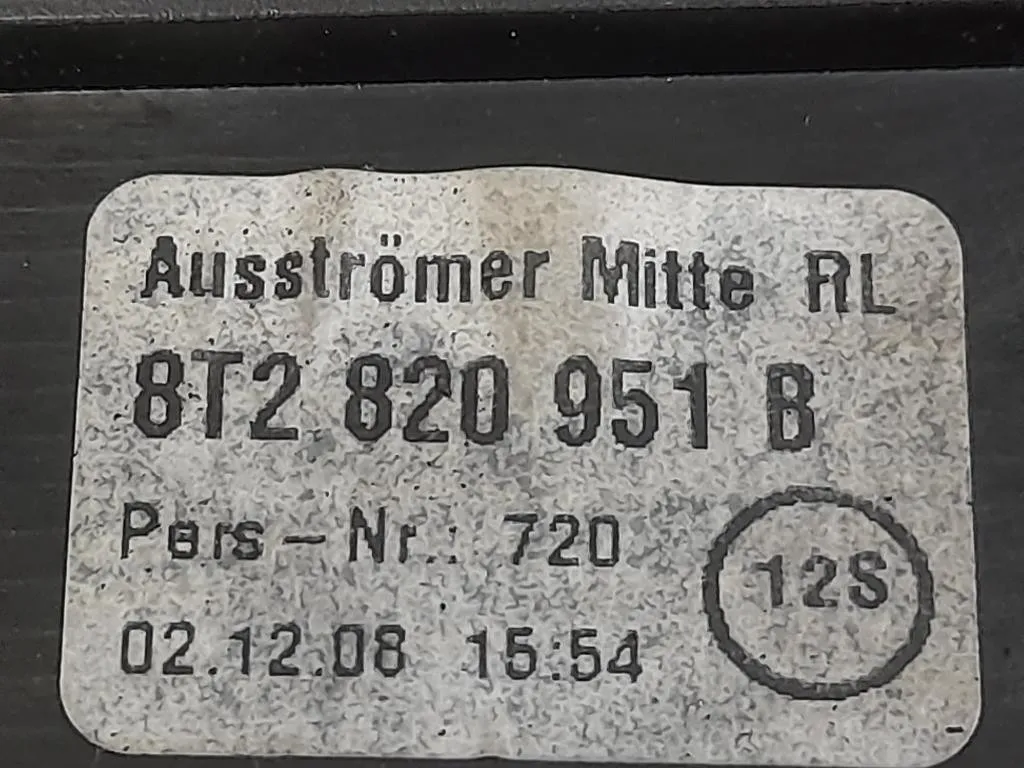 Ausströmer Mitte RL
8T2 820 951 B
Pers-Nr.: 720
12S
02.12.08 15:54